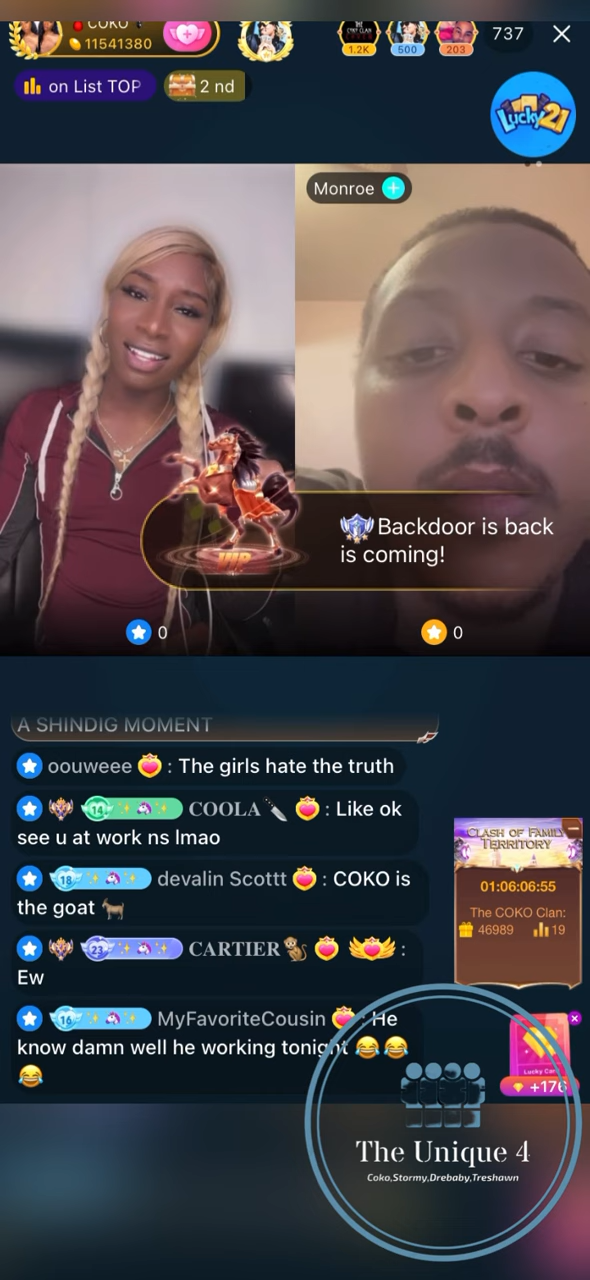 COKO
11541380
1.2K
500
203
737
on List TOP
2 nd
Lucky21
Monroe
Backdoor is back
is coming!
UP
0
0
A SHINDIG MOMENT
oouweee : The girls hate the truth
14 COOLA🔪 : Like ok
see u at work ns lmao
18 devalin Scottt : COKO is
the goat 🐐
23 CARTIER🐒 :
Ew
16 MyFavoriteCousin : He
know damn well he working tonight 😂😂
😂
CLASH OF FAMILY
TERRITORY
01:06:06:55
The COKO Clan:
46989 19
Lucky Card
+176
The Unique 4
Coko,Stormy,Drebaby,Treshawn